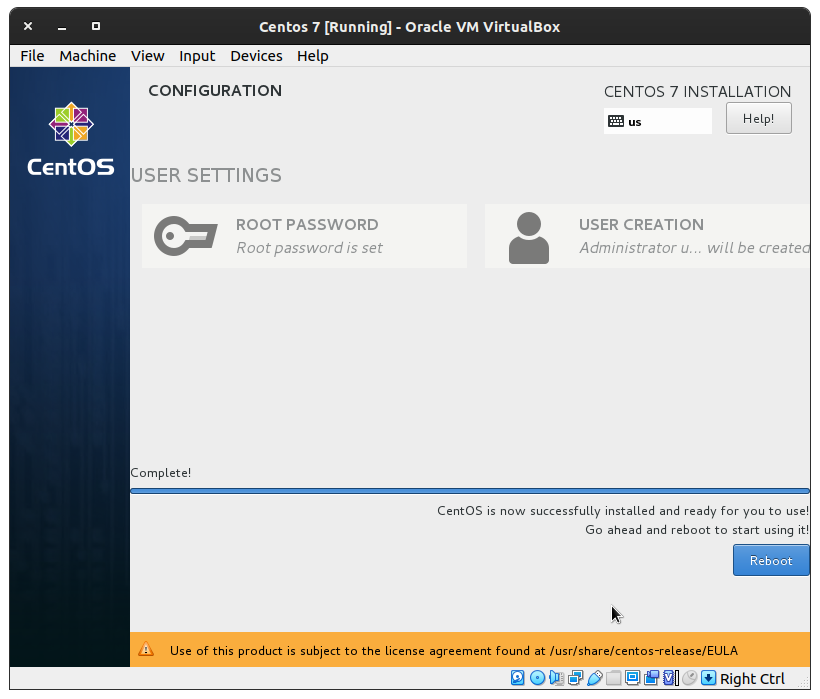 Centos 7 [Running] - Oracle VM VirtualBox
File Machine View Input Devices Help
CentOS
CONFIGURATION
CENTOS 7 INSTALLATION
us
Help!
USER SETTINGS
ROOT PASSWORD
Root password is set
USER CREATION
Administrator u... will be created
Complete!
CentOS is now successfully installed and ready for you to use!
Go ahead and reboot to start using it!
Reboot
Use of this product is subject to the license agreement found at /usr/share/centos-release/EULA
Right Ctrl